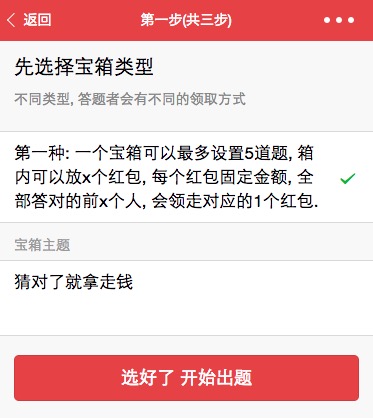 返回
第一步(共三步)
先选择宝箱类型
不同类型, 答题者会有不同的领取方式
第一种: 一个宝箱可以最多设置5道题, 箱
内可以放x个红包, 每个红包固定金额, 全
部答对的前x个人, 会领走对应的1个红包.
宝箱主题
猜对了就拿走钱
选好了 开始出题